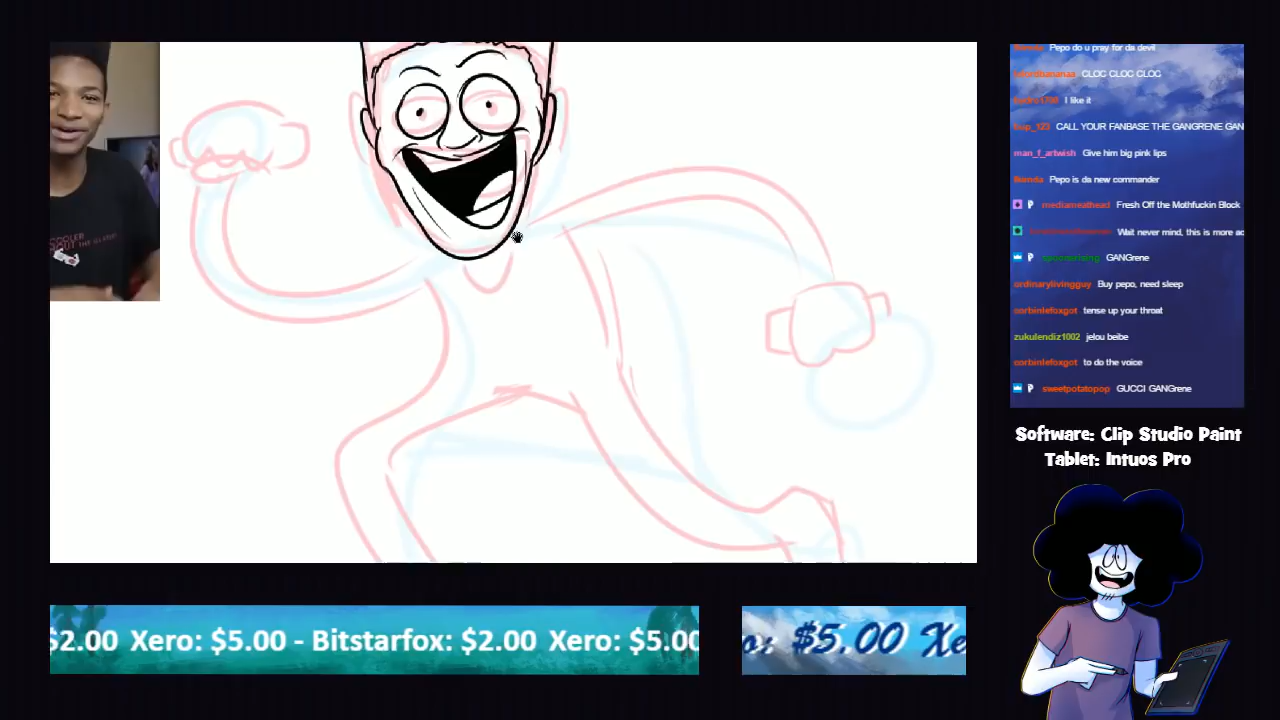 Pepo do u pray for da devil
CLOC CLOC CLOC
I like it
CALL YOUR FANBASE THE GANGRENE GAN
man_f_artwish Give him big pink lips
Pepo is da new commander
mediameathead Fresh Off the Mothfuckin Block
Wait never mind, this is more ac
GANGrene
ordinarylivingguy Buy pepo, need sleep
corbinlefoxgot tense up your throat
zukulendiz1002 jelou beibe
corbinlefoxgot to do the voice
sweetpotatopop GUCCI GANGrene
Software: Clip Studio Paint
Tablet: Intuos Pro
$2.00 Xero: $5.00 - Bitstarfox: $2.00 Xero: $5.00
o: $5.00 Xe